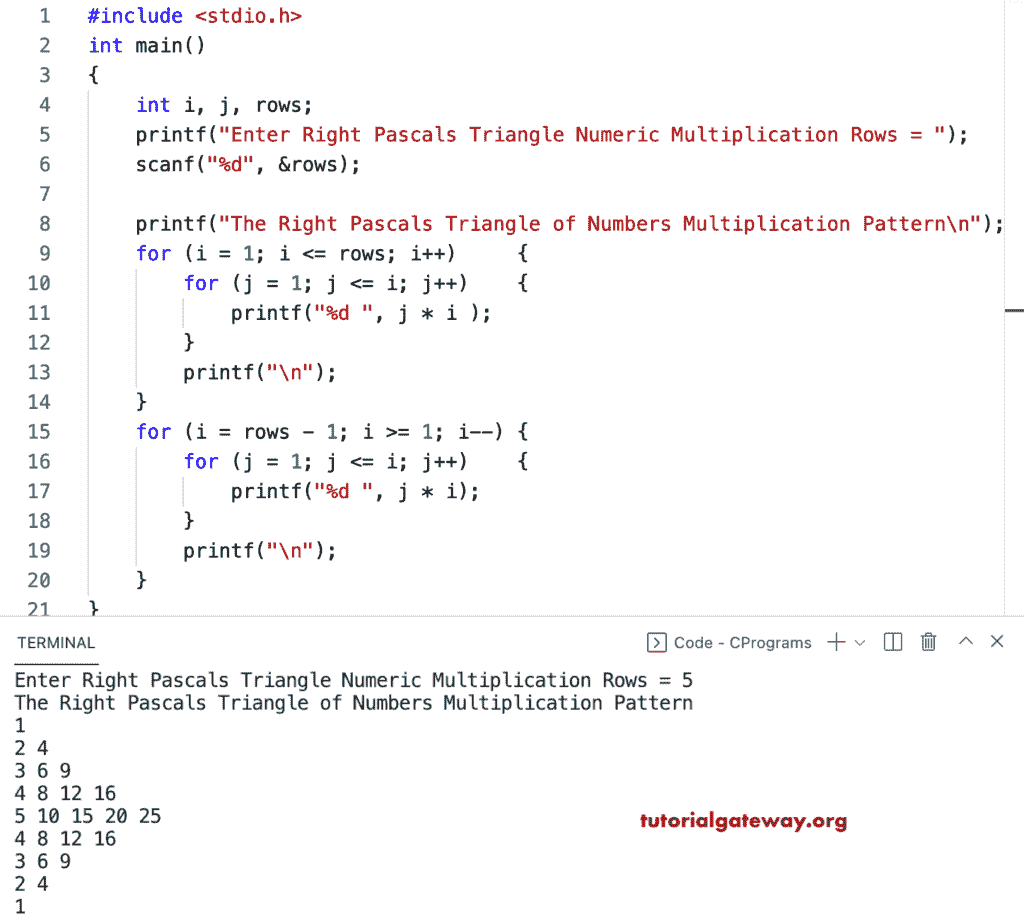 1 #include <stdio.h>
2 int main()
3 {
4 int i, j, rows;
5 printf("Enter Right Pascals Triangle Numeric Multiplication Rows = ");
6 scanf("%d", &rows);
7
8 printf("The Right Pascals Triangle of Numbers Multiplication Pattern\n");
9 for (i = 1; i <= rows; i++) {
10 for (j = 1; j <= i; j++) {
11 printf("%d ", j * i );
12 }
13 printf("\n");
14 }
15 for (i = rows - 1; i >= 1; i--) {
16 for (j = 1; j <= i; j++) {
17 printf("%d ", j * i);
18 }
19 printf("\n");
20 }
21 }
TERMINAL Code - CPrograms
Enter Right Pascals Triangle Numeric Multiplication Rows = 5
The Right Pascals Triangle of Numbers Multiplication Pattern
1
2 4
3 6 9
4 8 12 16
5 10 15 20 25
tutorialgateway.org
4 8 12 16
3 6 9
2 4
1